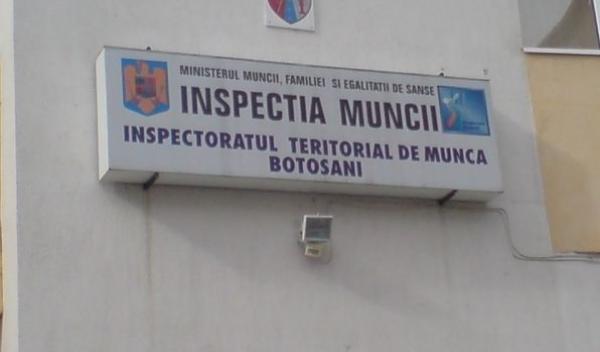 MINISTERUL MUNCII, FAMILIEI SI EGALITATII DE SANSE
INSPECTIA MUNCII
INSPECTORATUL TERITORIAL DE MUNCA
BOTOSANI